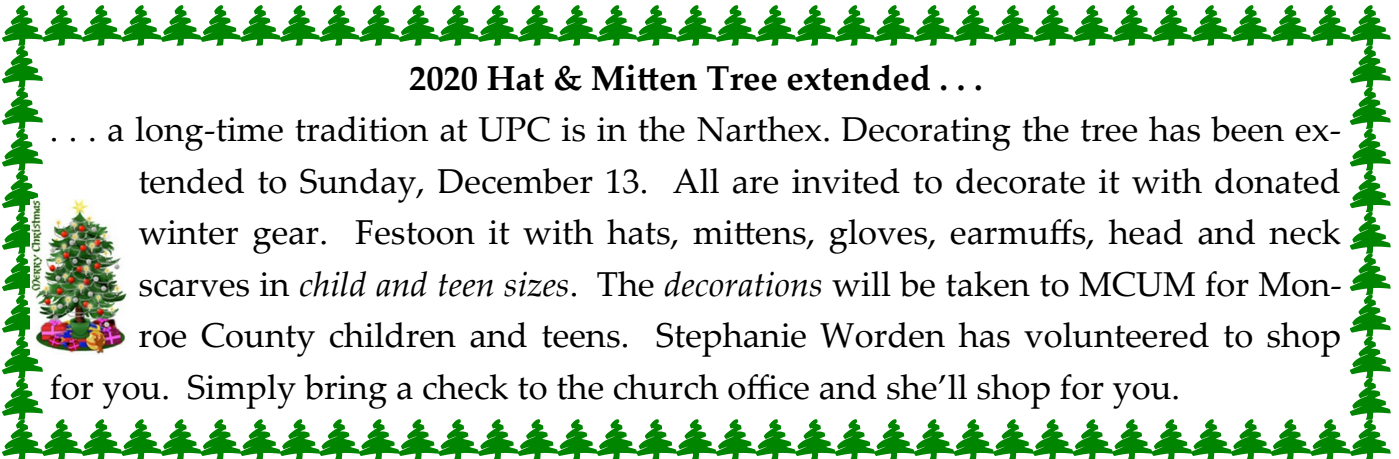 2020 Hat & Mitten Tree extended . . .
. . . a long-time tradition at UPC is in the Narthex. Decorating the tree has been ex-
tended to Sunday, December 13.  All are invited to decorate it with donated
winter gear.  Festoon it with hats, mittens, gloves, earmuffs, head and neck
scarves in child and teen sizes.  The decorations will be taken to MCUM for Mon-
roe County children and teens.  Stephanie Worden has volunteered to shop
for you.  Simply bring a check to the church office and she’ll shop for you.
Merry Christmas